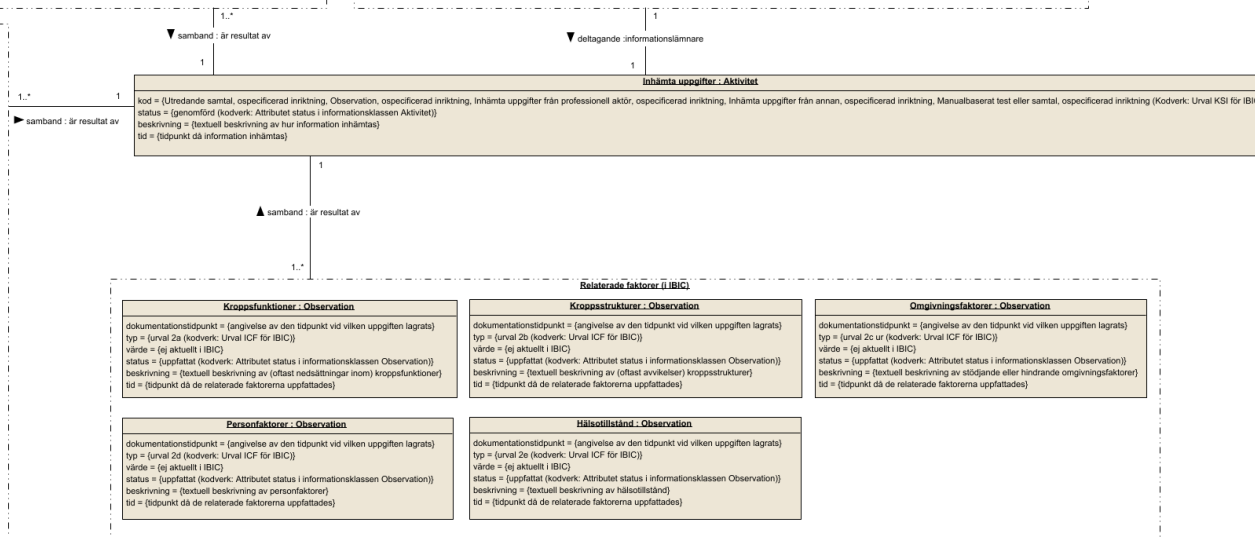 1..*
1
▼ samband : är resultat av
▼ deltagande :informationslämnare
1
1
Inhämta uppgifter : Aktivitet
1..*
1
► samband : är resultat av
kod = {Utredande samtal, ospecificerad inriktning, Observation, ospecificerad inriktning, Inhämta uppgifter från professionell aktör, ospecificerad inriktning, Inhämta uppgifter från annan, ospecificerad inriktning, Manualbaserat test eller samtal, ospecificerad inriktning (Kodverk: Urval KSI för IBI
status = {genomförd (kodverk: Attributet status i informationsklassen Aktivitet)}
beskrivning = {textuell beskrivning av hur information inhämtas}
tid = {tidpunkt då information inhämtas}
1
▲ samband : är resultat av
1..*
Relaterade faktorer (i IBIC)
Kroppsfunktioner : Observation
dokumentationstidpunkt = {angivelse av den tidpunkt vid vilken uppgiften lagrats}
typ = {urval 2a (kodverk: Urval ICF för IBIC)}
värde = {ej aktuellt i IBIC}
status = {uppfattat (kodverk: Attributet status i informationsklassen Observation)}
beskrivning = {textuell beskrivning av (oftast nedsättningar inom) kroppsfunktioner}
tid = {tidpunkt då de relaterade faktorerna uppfattades}
Kroppsstrukturer : Observation
dokumentationstidpunkt = {angivelse av den tidpunkt vid vilken uppgiften lagrats}
typ = {urval 2b (kodverk: Urval ICF för IBIC)}
värde = {ej aktuellt i IBIC}
status = {uppfattat (kodverk: Attributet status i informationsklassen Observation)}
beskrivning = {textuell beskrivning av (oftast avvikelser) kroppsstrukturer}
tid = {tidpunkt då de relaterade faktorerna uppfattades}
Omgivningsfaktorer : Observation
dokumentationstidpunkt = {angivelse av den tidpunkt vid vilken uppgiften lagrats}
typ = {urval 2c ur (kodverk: Urval ICF för IBIC)}
värde = {ej aktuellt i IBIC}
status = {uppfattat (kodverk: Attributet status i informationsklassen Observation)}
beskrivning = {textuell beskrivning av stödjande eller hindrande omgivningsfaktorer}
tid = {tidpunkt då de relaterade faktorerna uppfattades}
Personfaktorer : Observation
dokumentationstidpunkt = {angivelse av den tidpunkt vid vilken uppgiften lagrats}
typ = {urval 2d (kodverk: Urval ICF för IBIC)}
värde = {ej aktuellt i IBIC}
status = {uppfattat (kodverk: Attributet status i informationsklassen Observation)}
beskrivning = {textuell beskrivning av personfaktorer}
tid = {tidpunkt då de relaterade faktorerna uppfattades}
Hälsotillstånd : Observation
dokumentationstidpunkt = {angivelse av den tidpunkt vid vilken uppgiften lagrats}
typ = {urval 2e (kodverk: Urval ICF för IBIC)}
värde = {ej aktuellt i IBIC}
status = {uppfattat (kodverk: Attributet status i informationsklassen Observation)}
beskrivning = {textuell beskrivning av hälsotillstånd}
tid = {tidpunkt då de relaterade faktorerna uppfattades}